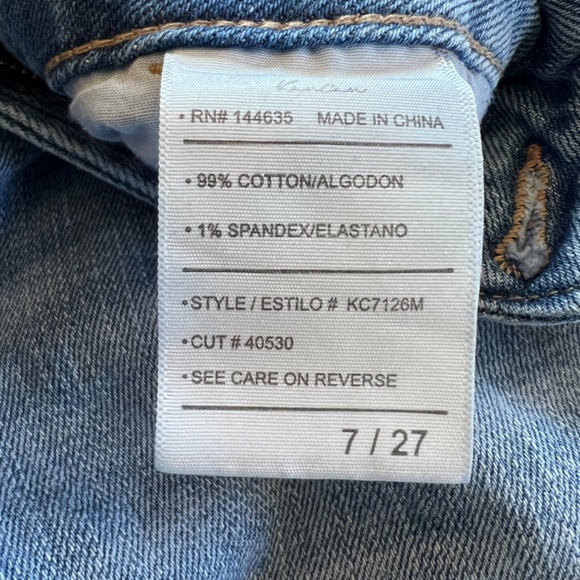 KanCan
• RN# 144635 MADE IN CHINA
• 99% COTTON/ALGODON
• 1% SPANDEX/ELASTANO
• STYLE / ESTILO # KC7126M
• CUT # 40530
• SEE CARE ON REVERSE
7 / 27